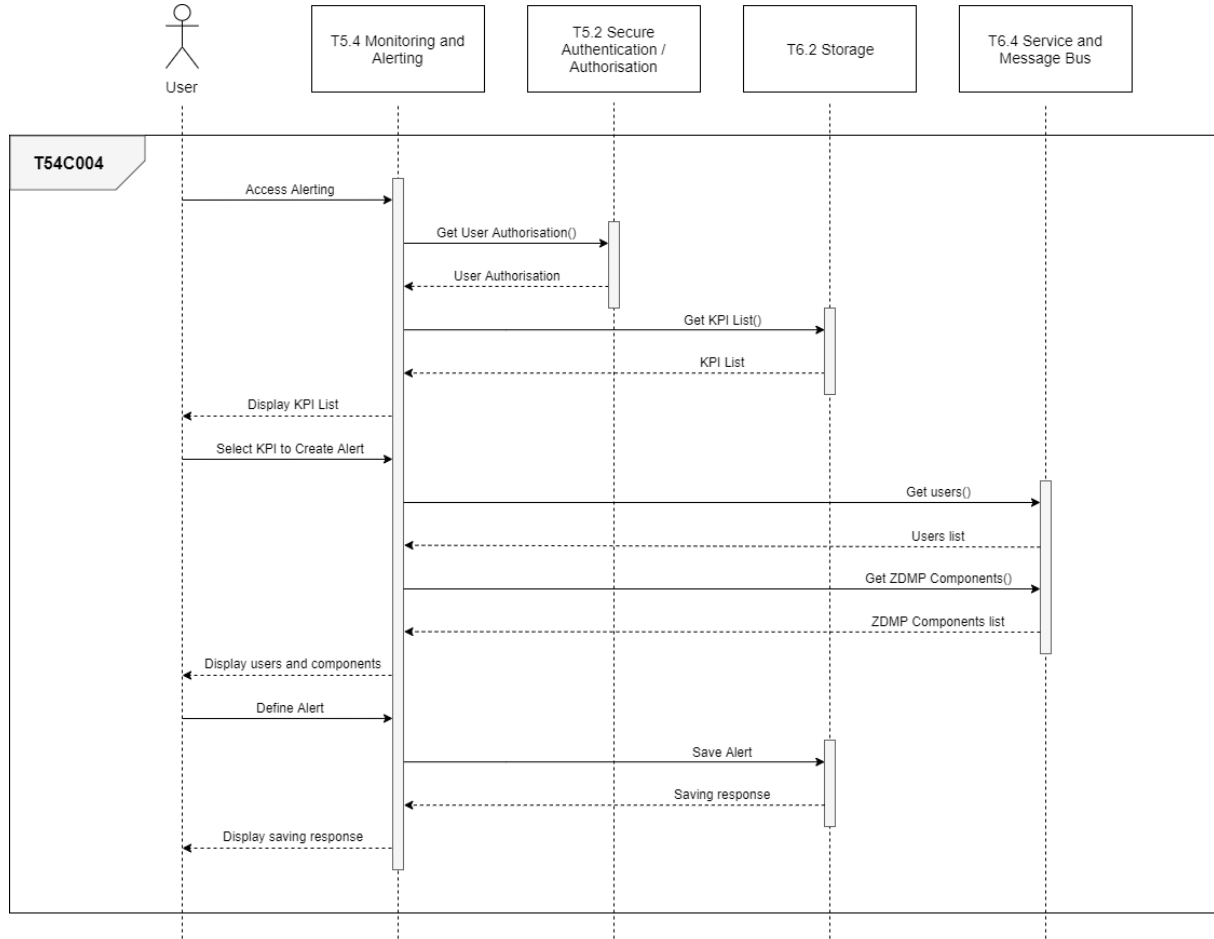 User
T5.4 Monitoring and
Alerting
T5.2 Secure
Authentication /
Authorisation
T6.2 Storage
T6.4 Service and
Message Bus
T54C004
Access Alerting
Get User Authorisation()
User Authorisation
Get KPI List()
KPI List
Display KPI List
Select KPI to Create Alert
Get users()
Users list
Get ZDMP Components()
ZDMP Components list
Display users and components
Define Alert
Save Alert
Saving response
Display saving response